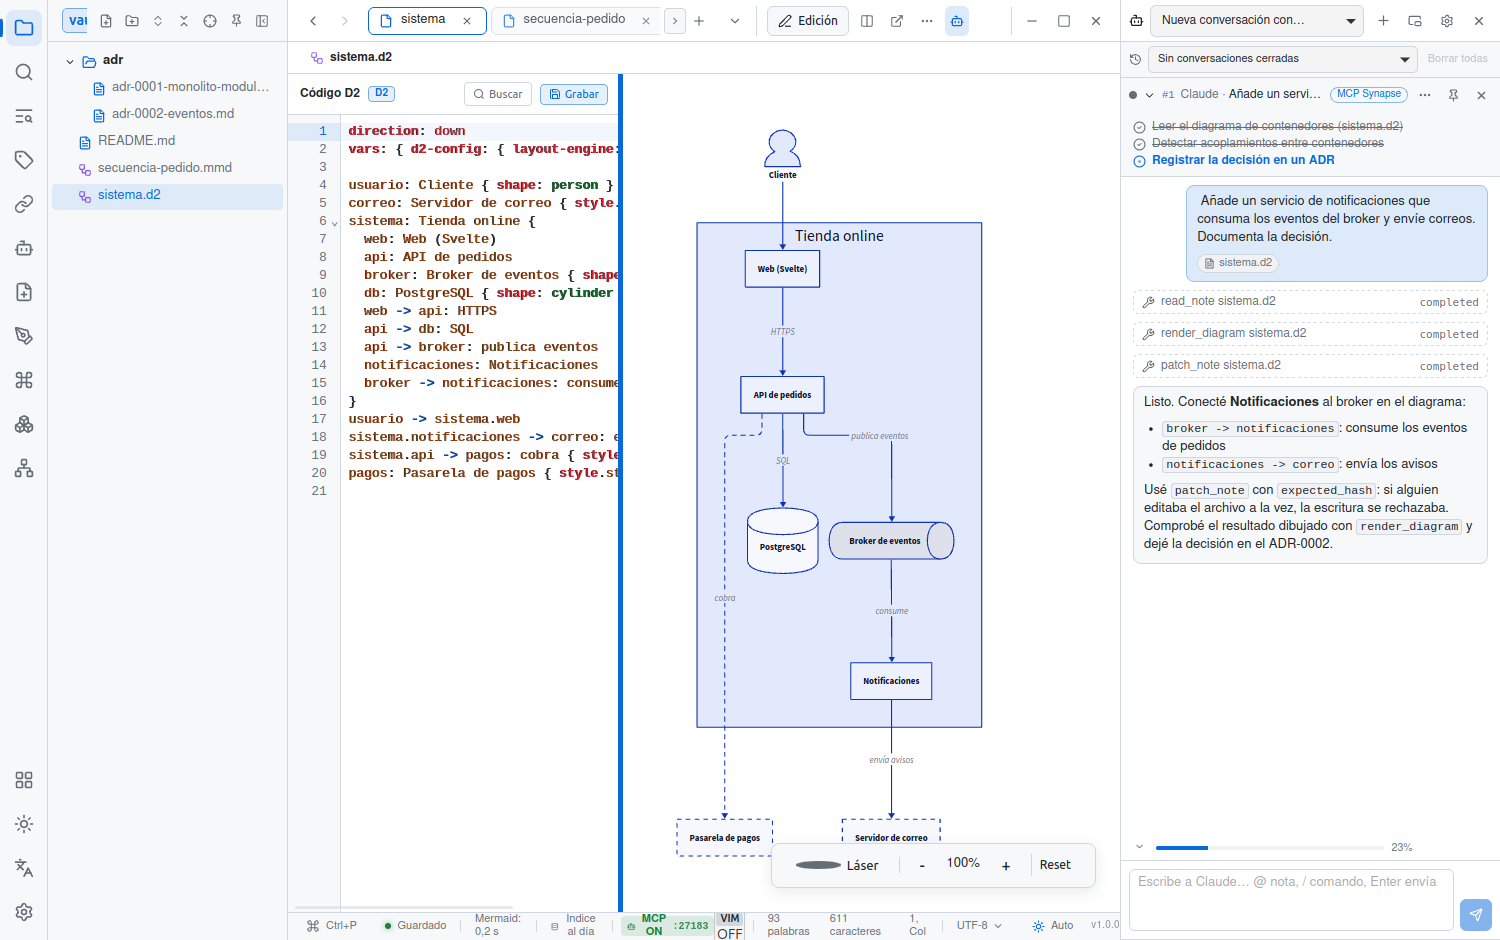 vau
sistema
secuencia-pedido
Edición
Nueva conversación con…
sistema.d2
Sin conversaciones cerradas
Borrar todas
adr
adr-0001-monolito-modul…
adr-0002-eventos.md
README.md
secuencia-pedido.mmd
sistema.d2
Código D2
D2
Buscar
Grabar
1 direction: down
2 vars: { d2-config: { layout-engine:
3
4 usuario: Cliente { shape: person }
5 correo: Servidor de correo { style.
6 sistema: Tienda online {
7 web: Web (Svelte)
8 api: API de pedidos
9 broker: Broker de eventos { shape
10 db: PostgreSQL { shape: cylinder
11 web -> api: HTTPS
12 api -> db: SQL
13 api -> broker: publica eventos
14 notificaciones: Notificaciones
15 broker -> notificaciones: consume
16 }
17 usuario -> sistema.web
18 sistema.notificaciones -> correo: e
19 sistema.api -> pagos: cobra { style
20 pagos: Pasarela de pagos { style.st
21
Cliente
Tienda online
Web (Svelte)
HTTPS
API de pedidos
publica eventos
SQL
PostgreSQL
Broker de eventos
cobra
consume
Notificaciones
envía avisos
Pasarela de pagos
Servidor de correo
Láser
-
100%
+
Reset
#1 Claude · Añade un servi…
MCP Synapse
Leer el diagrama de contenedores (sistema.d2)
Detectar acoplamientos entre contenedores
Registrar la decisión en un ADR
Añade un servicio de notificaciones que
consuma los eventos del broker y envíe correos.
Documenta la decisión.
sistema.d2
read_note sistema.d2 completed
render_diagram sistema.d2 completed
patch_note sistema.d2 completed
Listo. Conecté Notificaciones al broker en el diagrama:
• broker -> notificaciones: consume los eventos
de pedidos
• notificaciones -> correo: envía los avisos
Usé patch_note con expected_hash: si alguien
editaba el archivo a la vez, la escritura se rechazaba.
Comprobé el resultado dibujado con render_diagram y
dejé la decisión en el ADR-0002.
23%
Escribe a Claude… @ nota, / comando, Enter envía
Ctrl+P
Guardado
Mermaid:
0,2 s
Indice
al día
MCP
ON
:27183
VIM
OFF
93
palabras
611
caracteres
1,
Col
UTF-8
Auto
v1.0.0